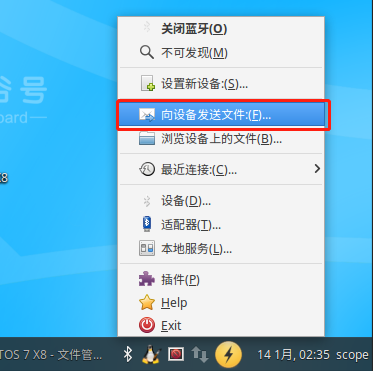 关闭蓝牙(O)
不可发现(M)
设置新设备:(S)...
谷号
oard—
向设备发送文件:(F)...
浏览设备上的文件(B)...
最近连接:(C)...
X8
设备(D)...
适配器(T)...
本地服务(L)...
插件(P)
Help
Exit
TOS 7 X8 - 文件管... 14 1月, 02:35 scope